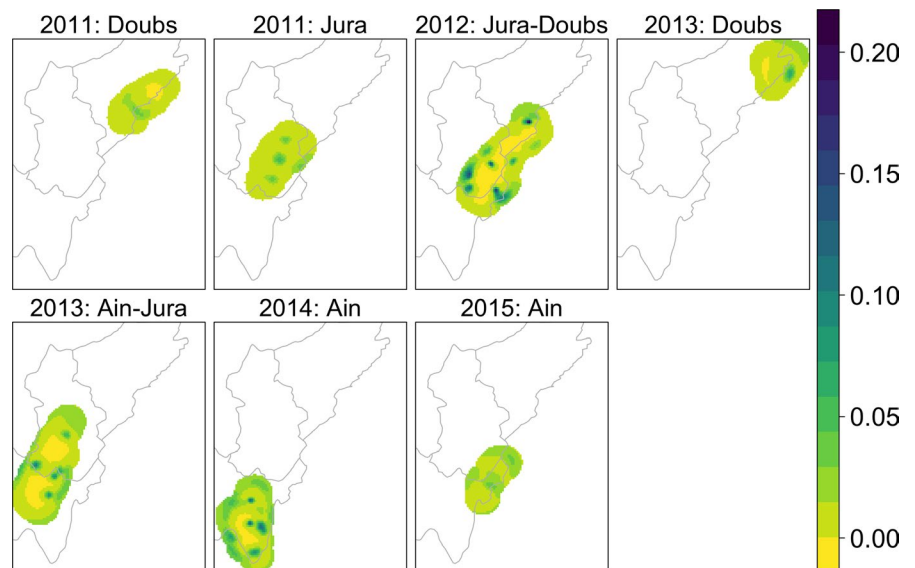 2011: Doubs
2011: Jura
2012: Jura-Doubs
2013: Doubs
2013: Ain-Jura
2014: Ain
2015: Ain
0.20
0.15
0.10
0.05
0.00